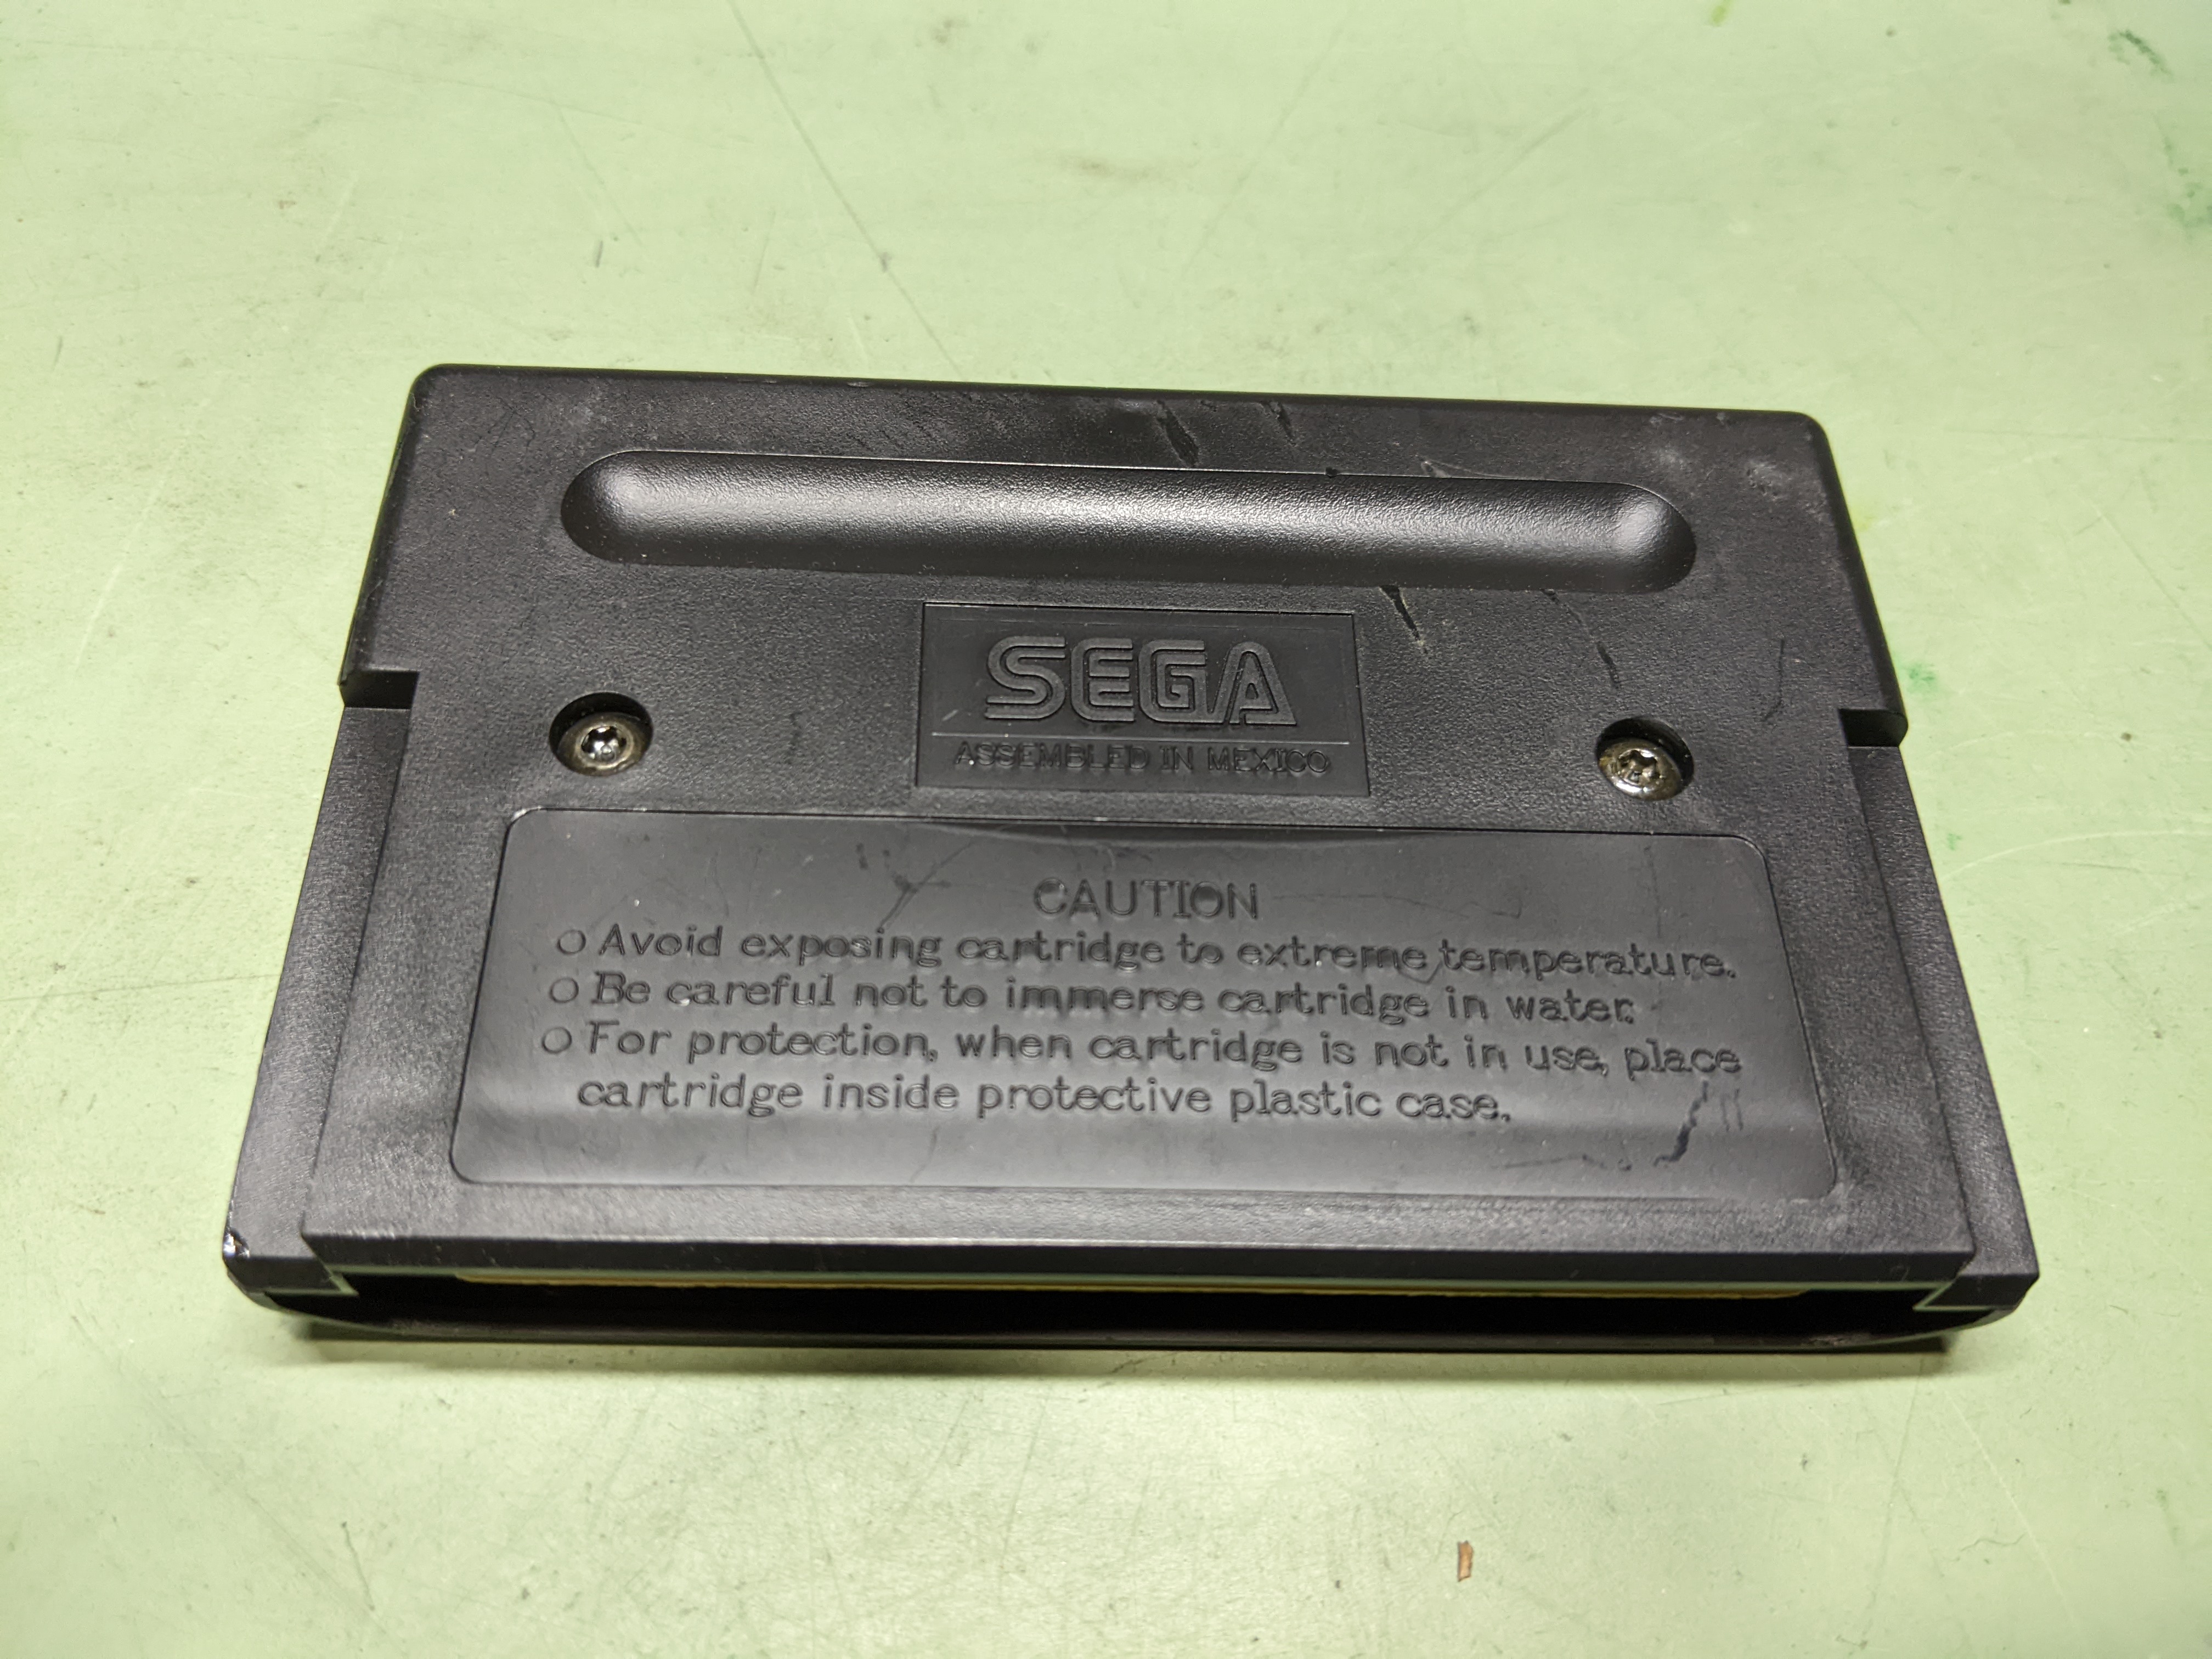 SEGA
ASSEMBLED IN MEXICO
CAUTION
○ Avoid exposing cartridge to extreme temperature.
○ Be careful not to immerse cartridge in water.
○ For protection, when cartridge is not in use, place
cartridge inside protective plastic case.